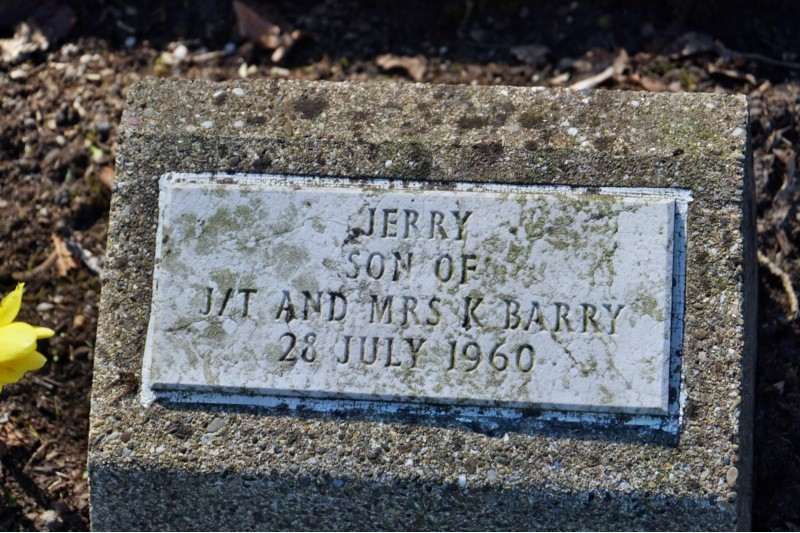 JERRY
SON OF
J/T AND MRS K BARRY
28 JULY 1960